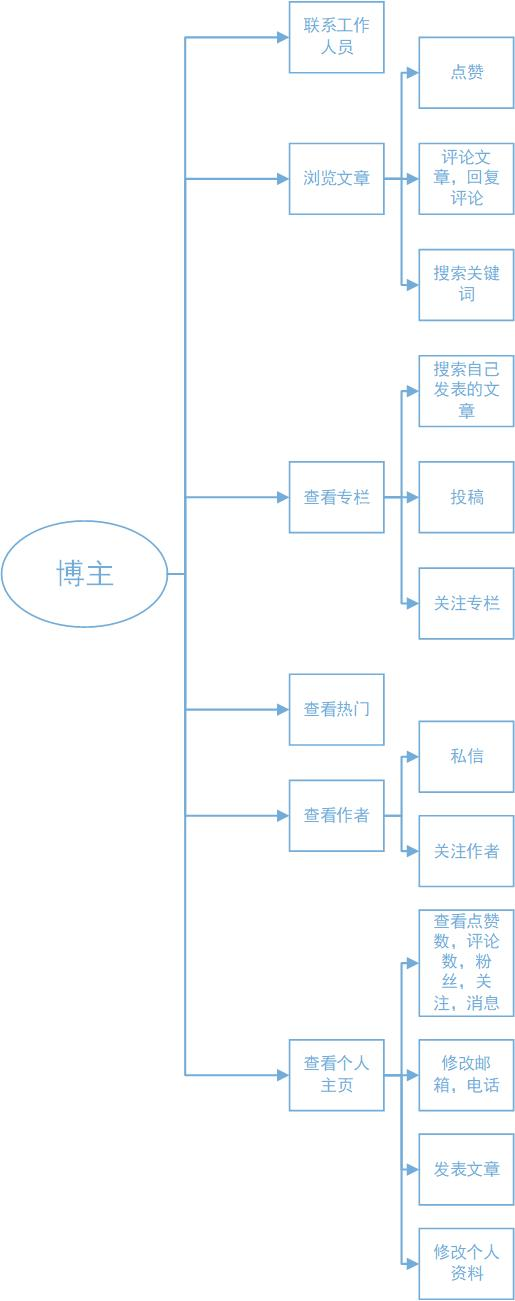 联系工作
人员
点赞
浏览文章
评论文
章，回复
评论
搜索关键
词
搜索自己
发表的文
章
查看专栏
投稿
博主
关注专栏
查看热门
私信
查看作者
关注作者
查看点赞
数，评论
数，粉
丝，关
注，消息
查看个人
主页
修改邮
箱，电话
发表文章
修改个人
资料